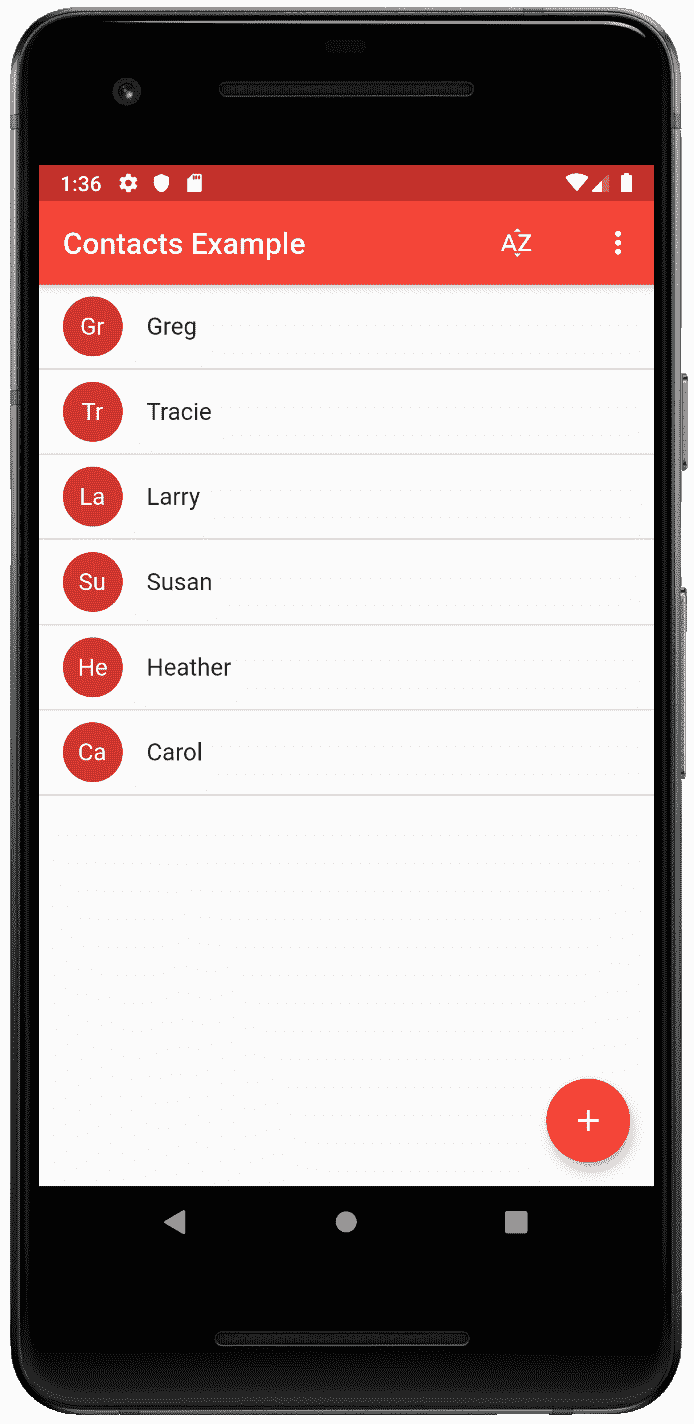 1:36
Contacts Example AZ
Gr Greg
Tr Tracie
La Larry
Su Susan
He Heather
Ca Carol
+